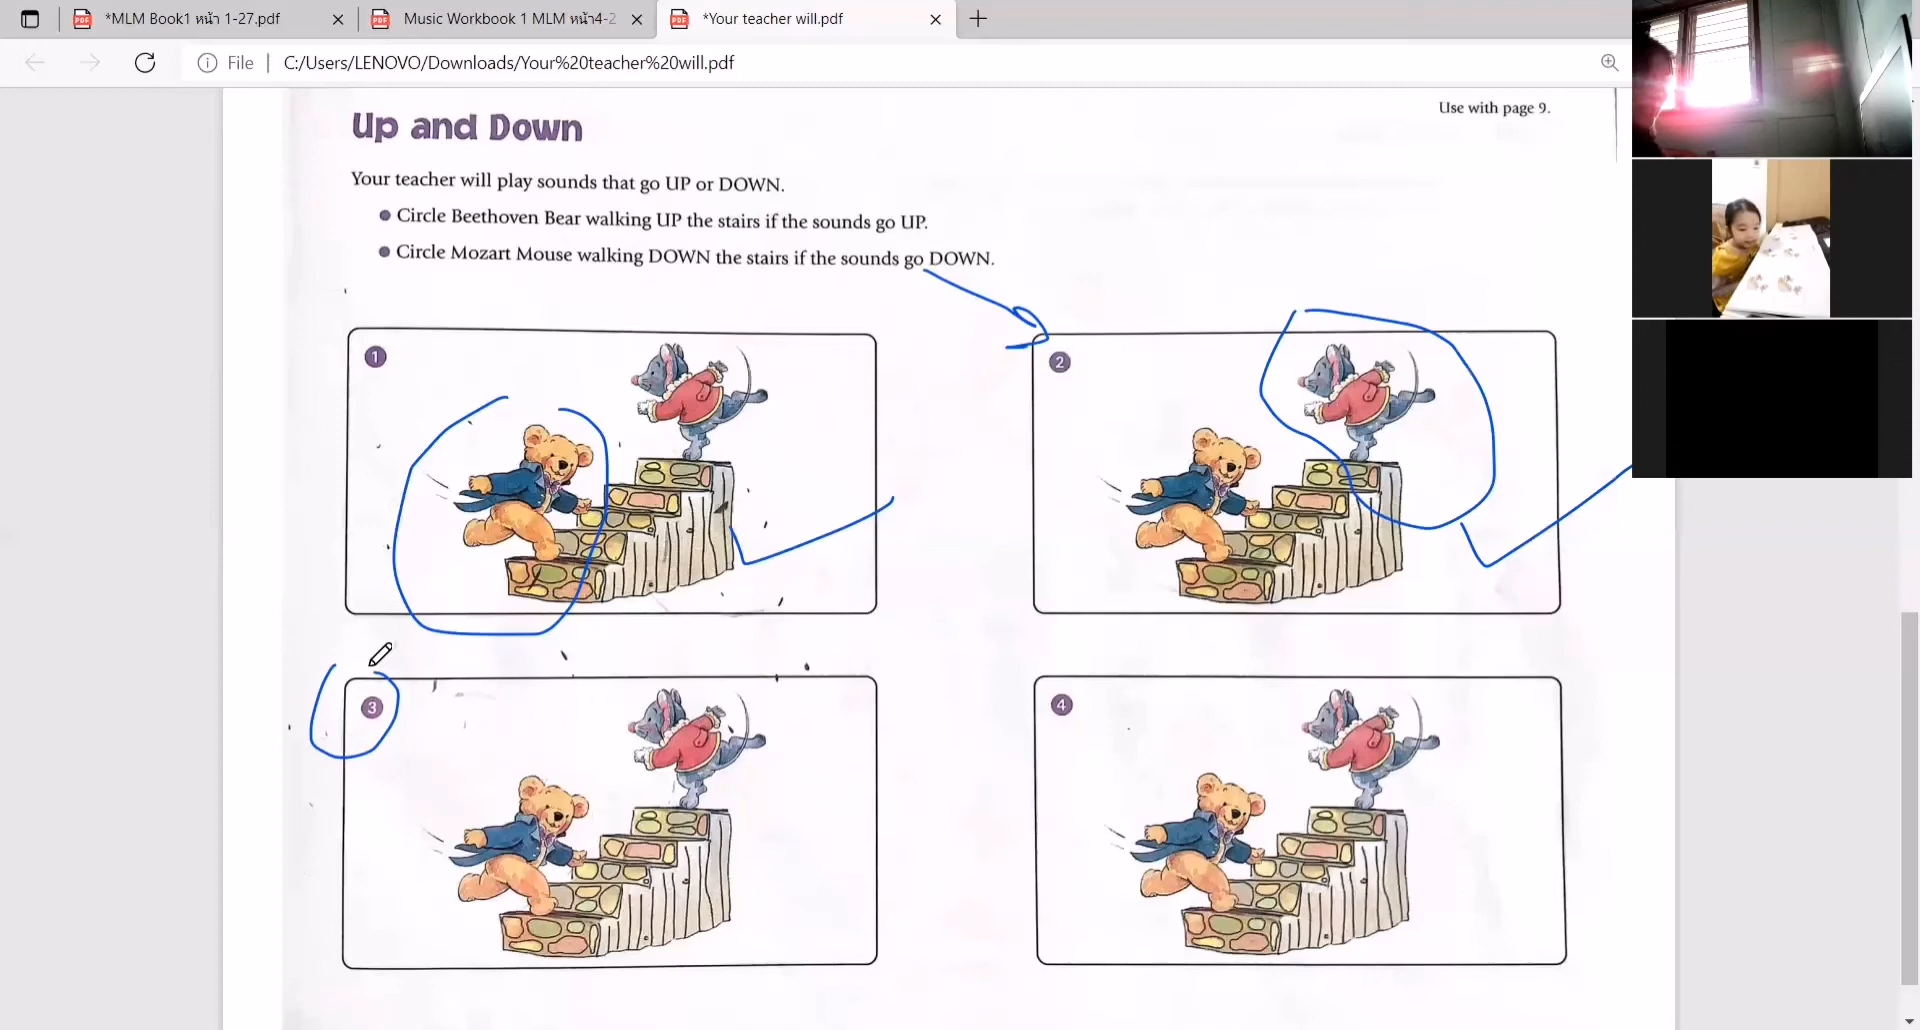 *MLM Book1 หน้า 1-27.pdf
Music Workbook 1 MLM หน้า4-2
*Your teacher will.pdf
File
C:/Users/LENOVO/Downloads/Your%20teacher%20will.pdf
Use with page 9.
Up and Down
Your teacher will play sounds that go UP or DOWN.
Circle Beethoven Bear walking UP the stairs if the sounds go UP.
Circle Mozart Mouse walking DOWN the stairs if the sounds go DOWN.
1
2
3
4